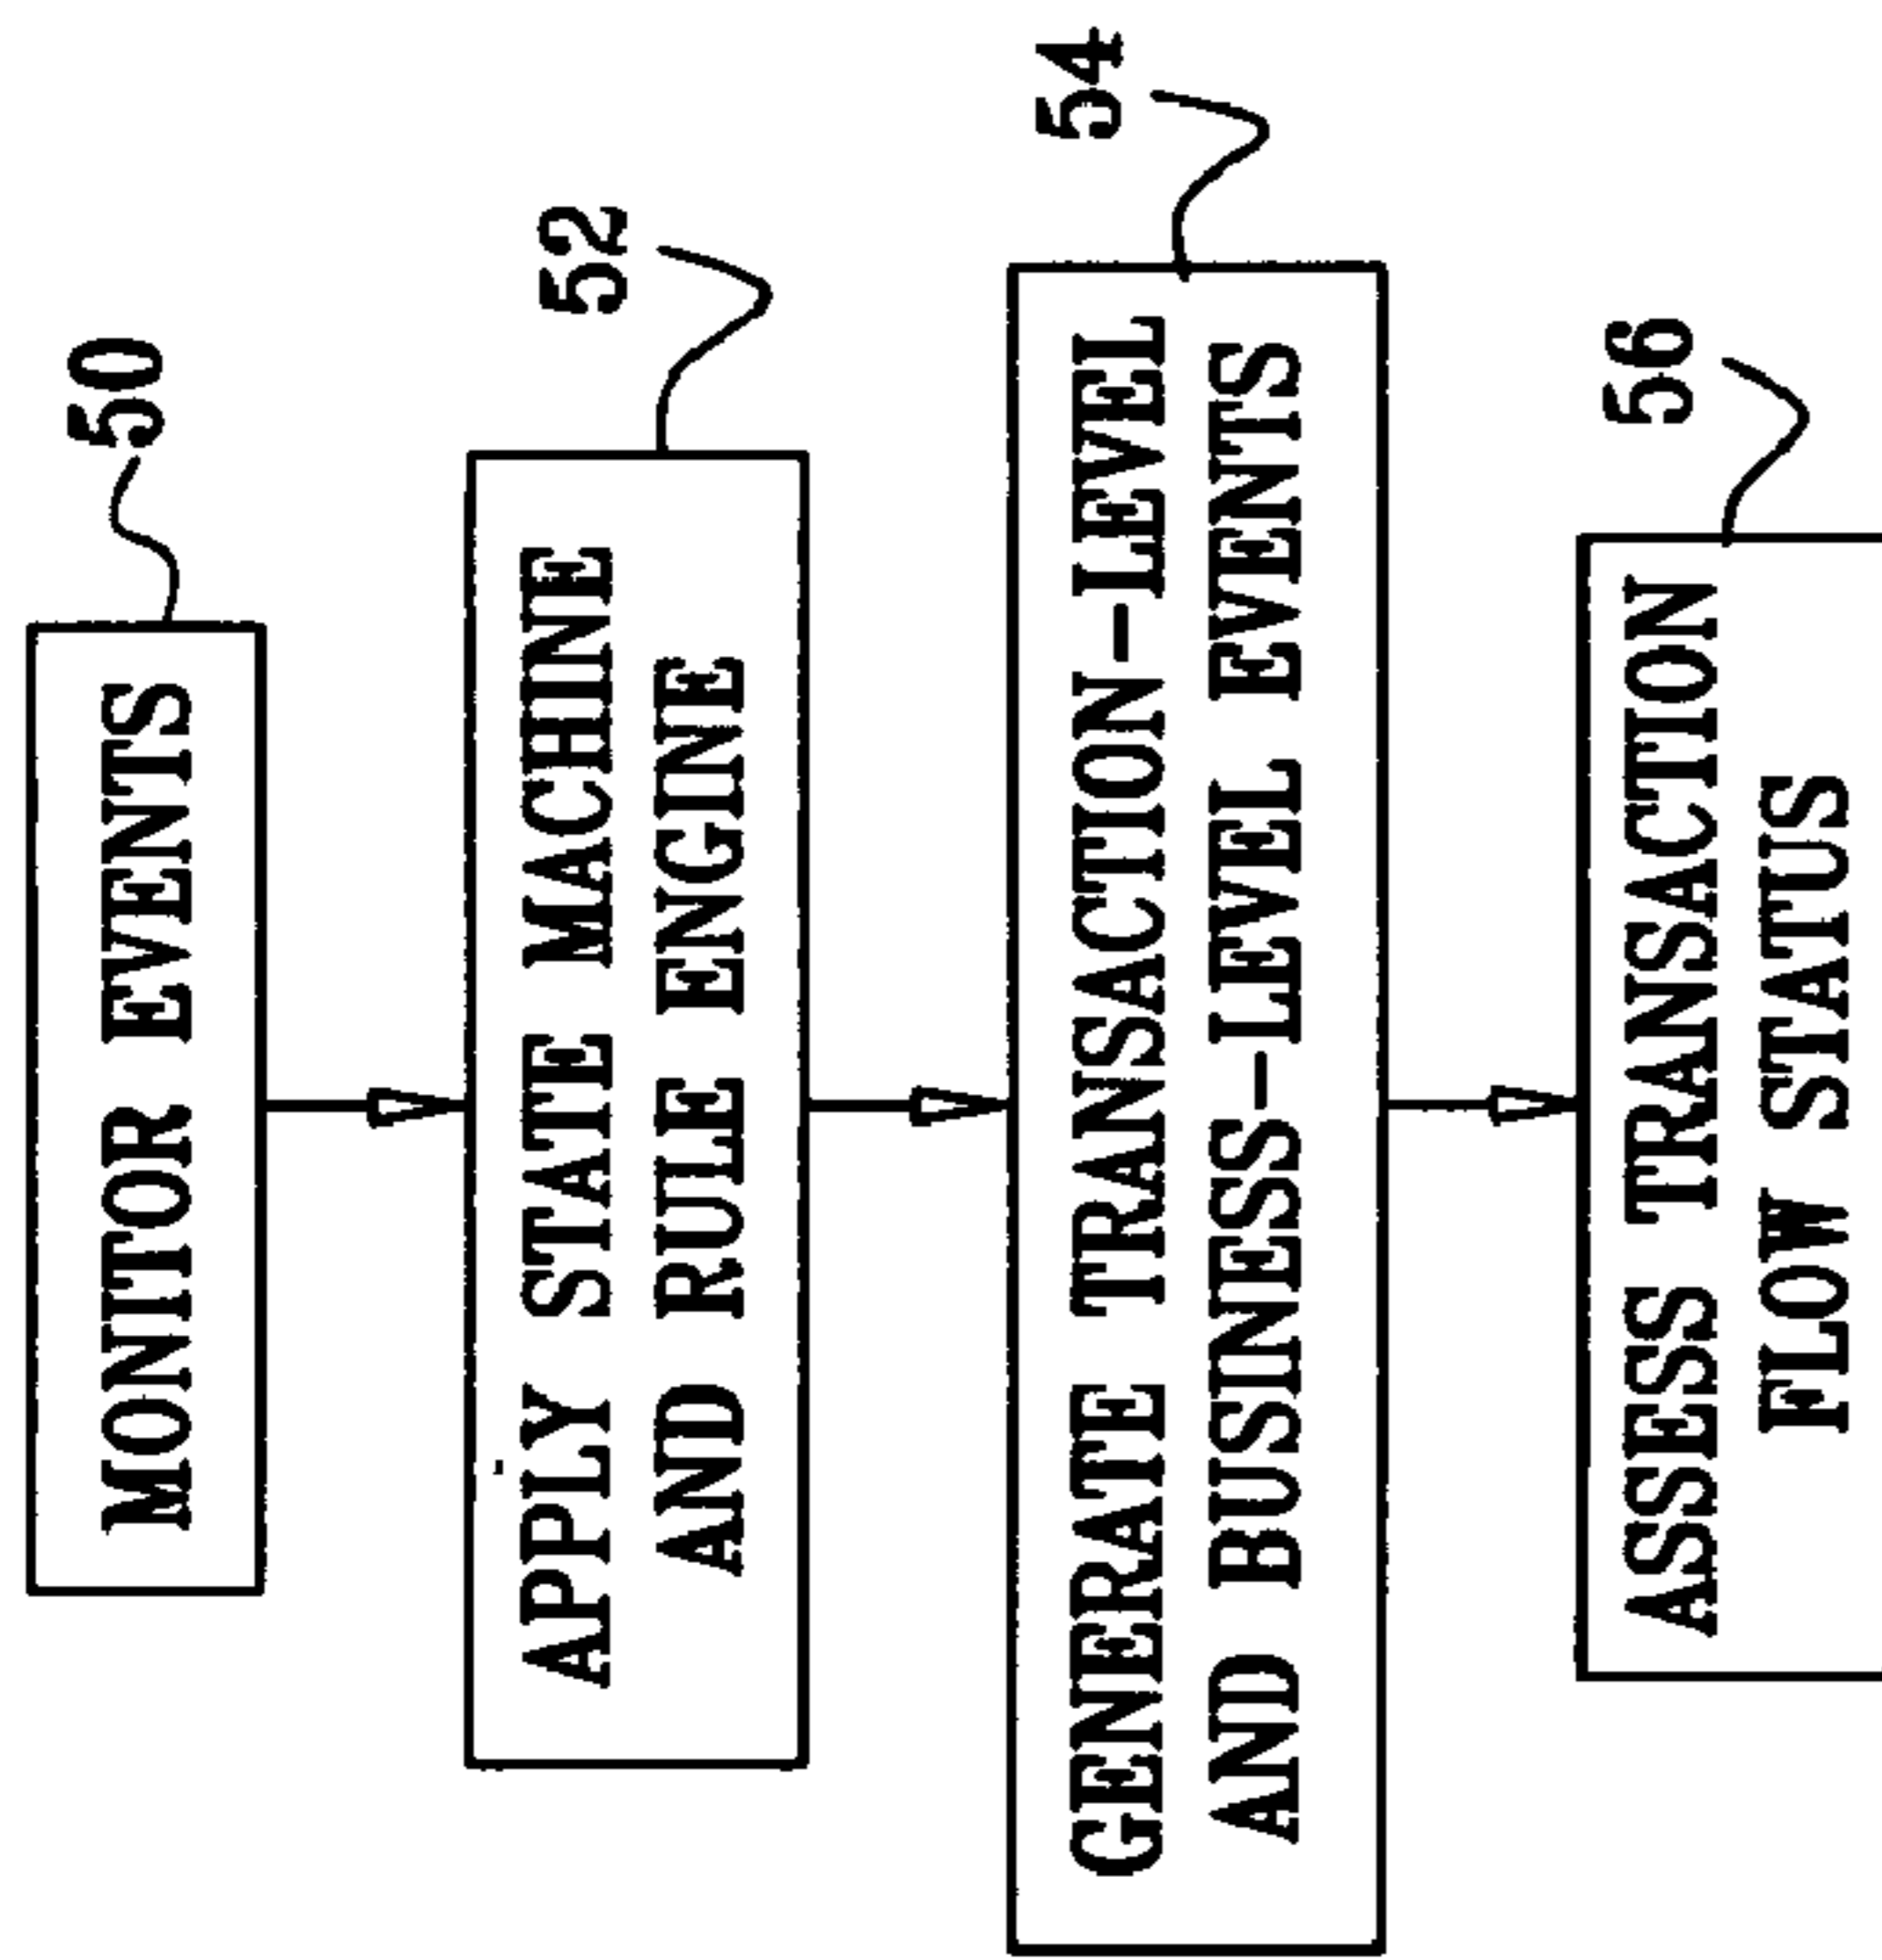 50
MONITOR EVENTS
52
APPLY STATE MACHINE
AND RULE ENGINE
54
GENERATE TRANSACTION-LEVEL
AND BUSINESS-LEVEL EVENTS
56
ASSESS TRANSACTION
FLOW STATUS